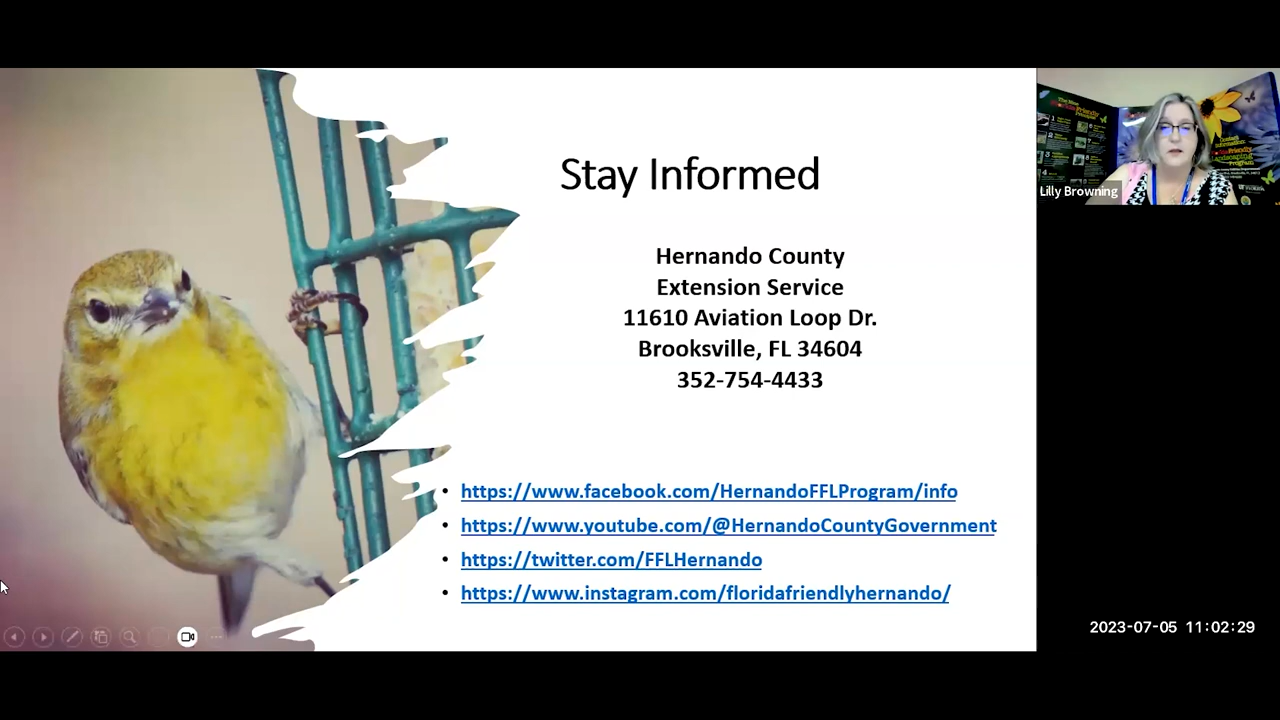 Stay Informed
Hernando County
Extension Service
11610 Aviation Loop Dr.
Brooksville, FL 34604
352-754-4433
• https://www.facebook.com/HernandoFFLProgram/info
• https://www.youtube.com/@HernandoCountyGovernment
• https://twitter.com/FFLHernando
• https://www.instagram.com/floridafriendlyhernando/
Lilly Browning
2023-07-05 11:02:29